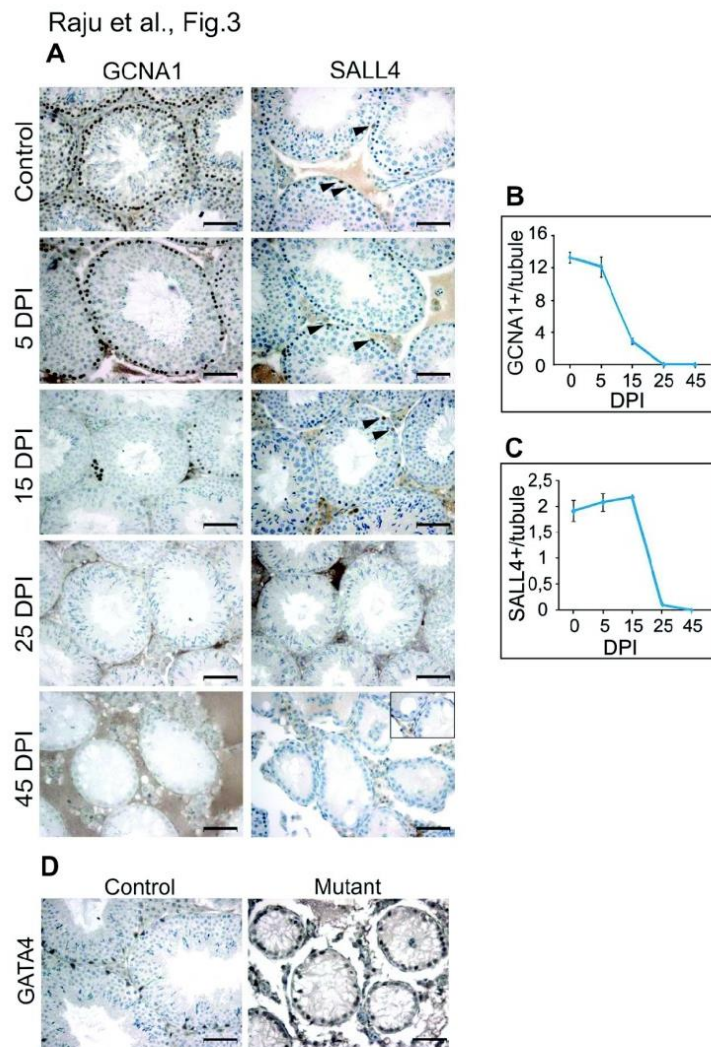 Raju et al., Fig.3
A
GCNA1 SALL4
Control
5 DPI
15 DPI
25 DPI
45 DPI
B
GCNA1+/tubule
16
12
8
4
0
0 5 15 25 45
DPI
C
SALL4+/tubule
2,5
2
1,5
1
0,5
0
0 5 15 25 45
DPI
D
Control Mutant
GATA4